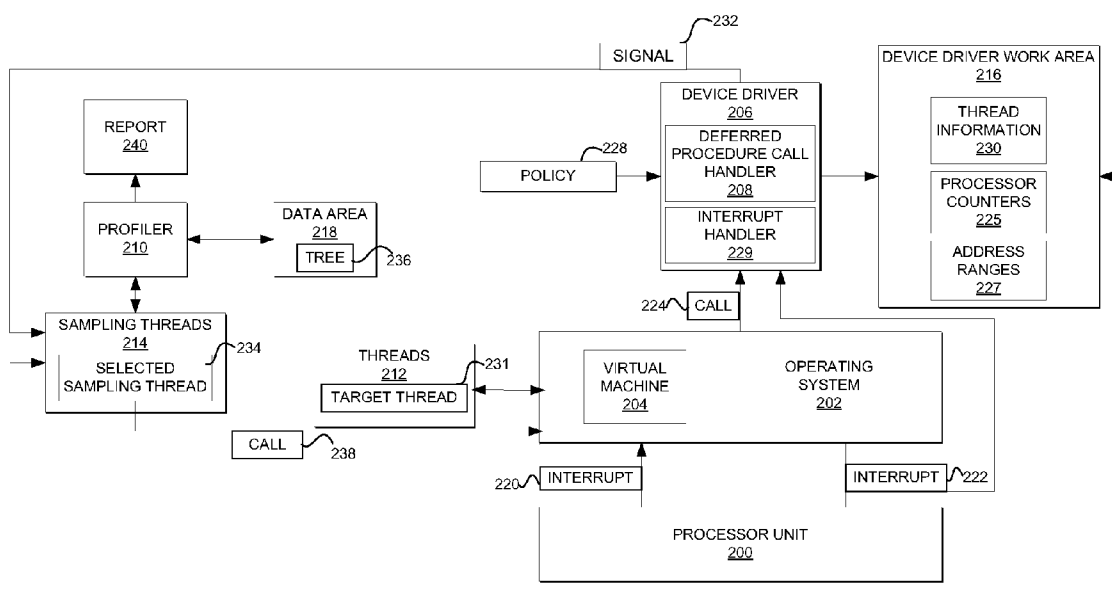 232
SIGNAL
DEVICE DRIVER WORK AREA
216
THREAD
INFORMATION
230
PROCESSOR
COUNTERS
225
ADDRESS
RANGES
227
DEVICE DRIVER
206
DEFERRED
PROCEDURE CALL
HANDLER
208
INTERRUPT
HANDLER
229
228
POLICY
REPORT
240
PROFILER
210
DATA AREA
218
TREE
236
224
CALL
SAMPLING THREADS
214
234
SELECTED
SAMPLING THREAD
THREADS
212
231
TARGET THREAD
VIRTUAL
MACHINE
204
OPERATING
SYSTEM
202
CALL
238
220
INTERRUPT
INTERRUPT
222
PROCESSOR UNIT
200